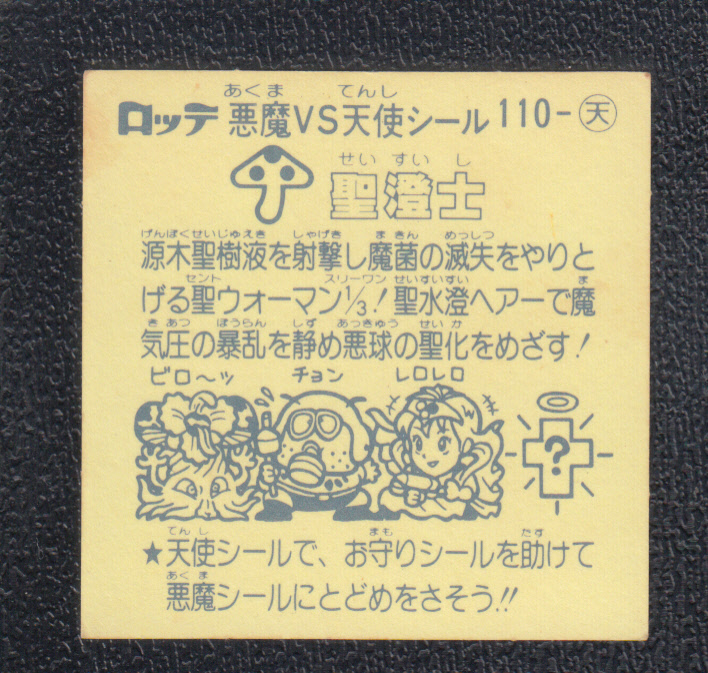 あくま てんし
ロッテ 悪魔VS天使シール 110-天
せいすいし
聖澄士
げんぼくせいじゅえき しゃげき まきん めっしつ
源木聖樹液を射撃し魔菌の滅失をやりと
セント スリーワン せいすいすい ま
げる聖ウォーマン1/3!聖水澄ヘアーで魔
きあつ ぼうらん しず あっきゅう せいか
気圧の暴乱を静め悪球の聖化をめざす!
ビロ〜ッ チョン レロレロ
?
てんし まも たす
★天使シールで、お守りシールを助けて
あくま
悪魔シールにとどめをさそう!!